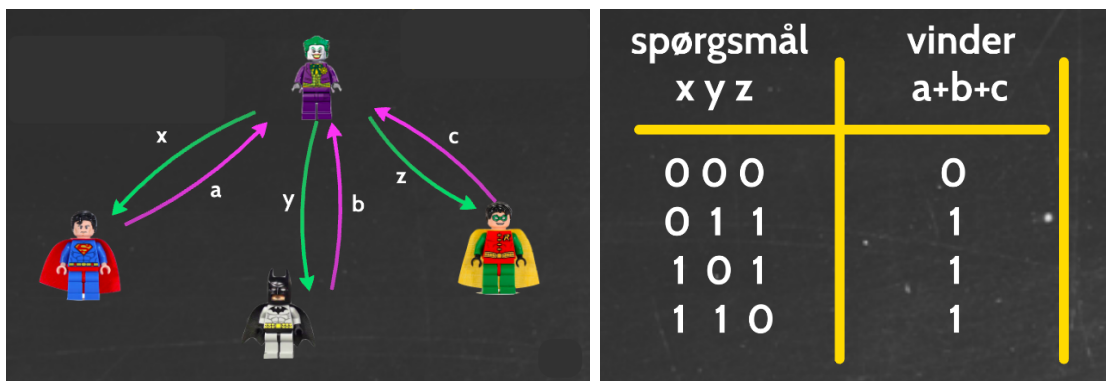 x
a
y
b
z
c
spørgsmål vinder
x y z a+b+c
0 0 0 0
0 1 1 1
1 0 1 1
1 1 0 1